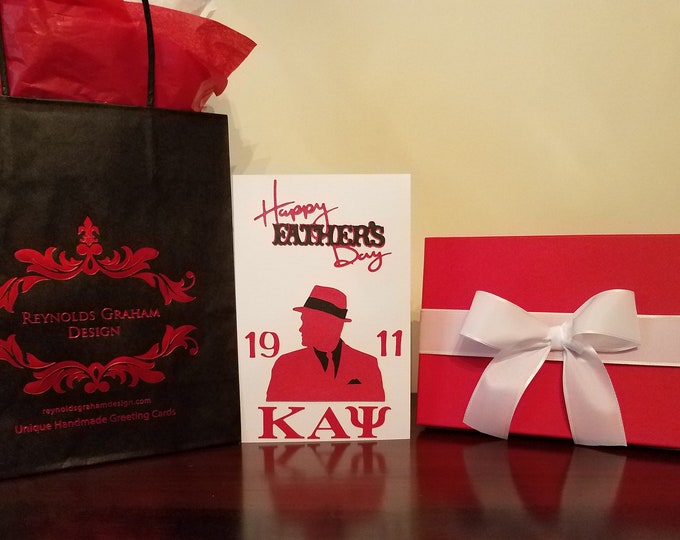 REYNOLDS GRAHAM
DESIGN
reynoldsgrahamdesign.com
Unique Handmade Greeting Cards
Happy
FATHER'S
Day
19 11
ΚΑΨ